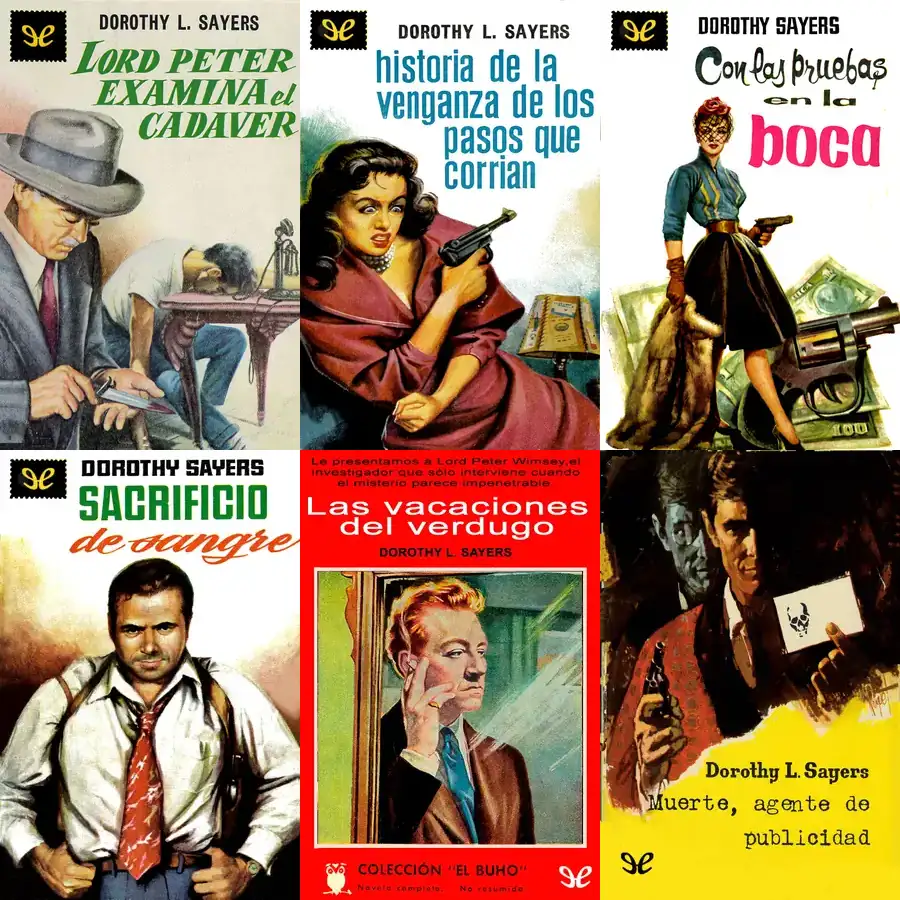 DOROTHY L. SAYERS
LORD PETER
EXAMINA el
CADAVER
DOROTHY L. SAYERS
historia de la
venganza de los
pasos que
corrian
DOROTHY SAYERS
Con las pruebas
en la
boca
100
DOROTHY SAYERS
SACRIFICIO
de sangre
Le presentamos a Lord Peter Wimsey,el
investigador que sólo interviene cuando
el misterio parece impenetrable
Las vacaciones
del verdugo
DOROTHY L. SAYERS
COLECCIÓN "EL BUHO"
Novela completa. No resumida
Dorothy L. Sayers
Muerte, agente de
publicidad